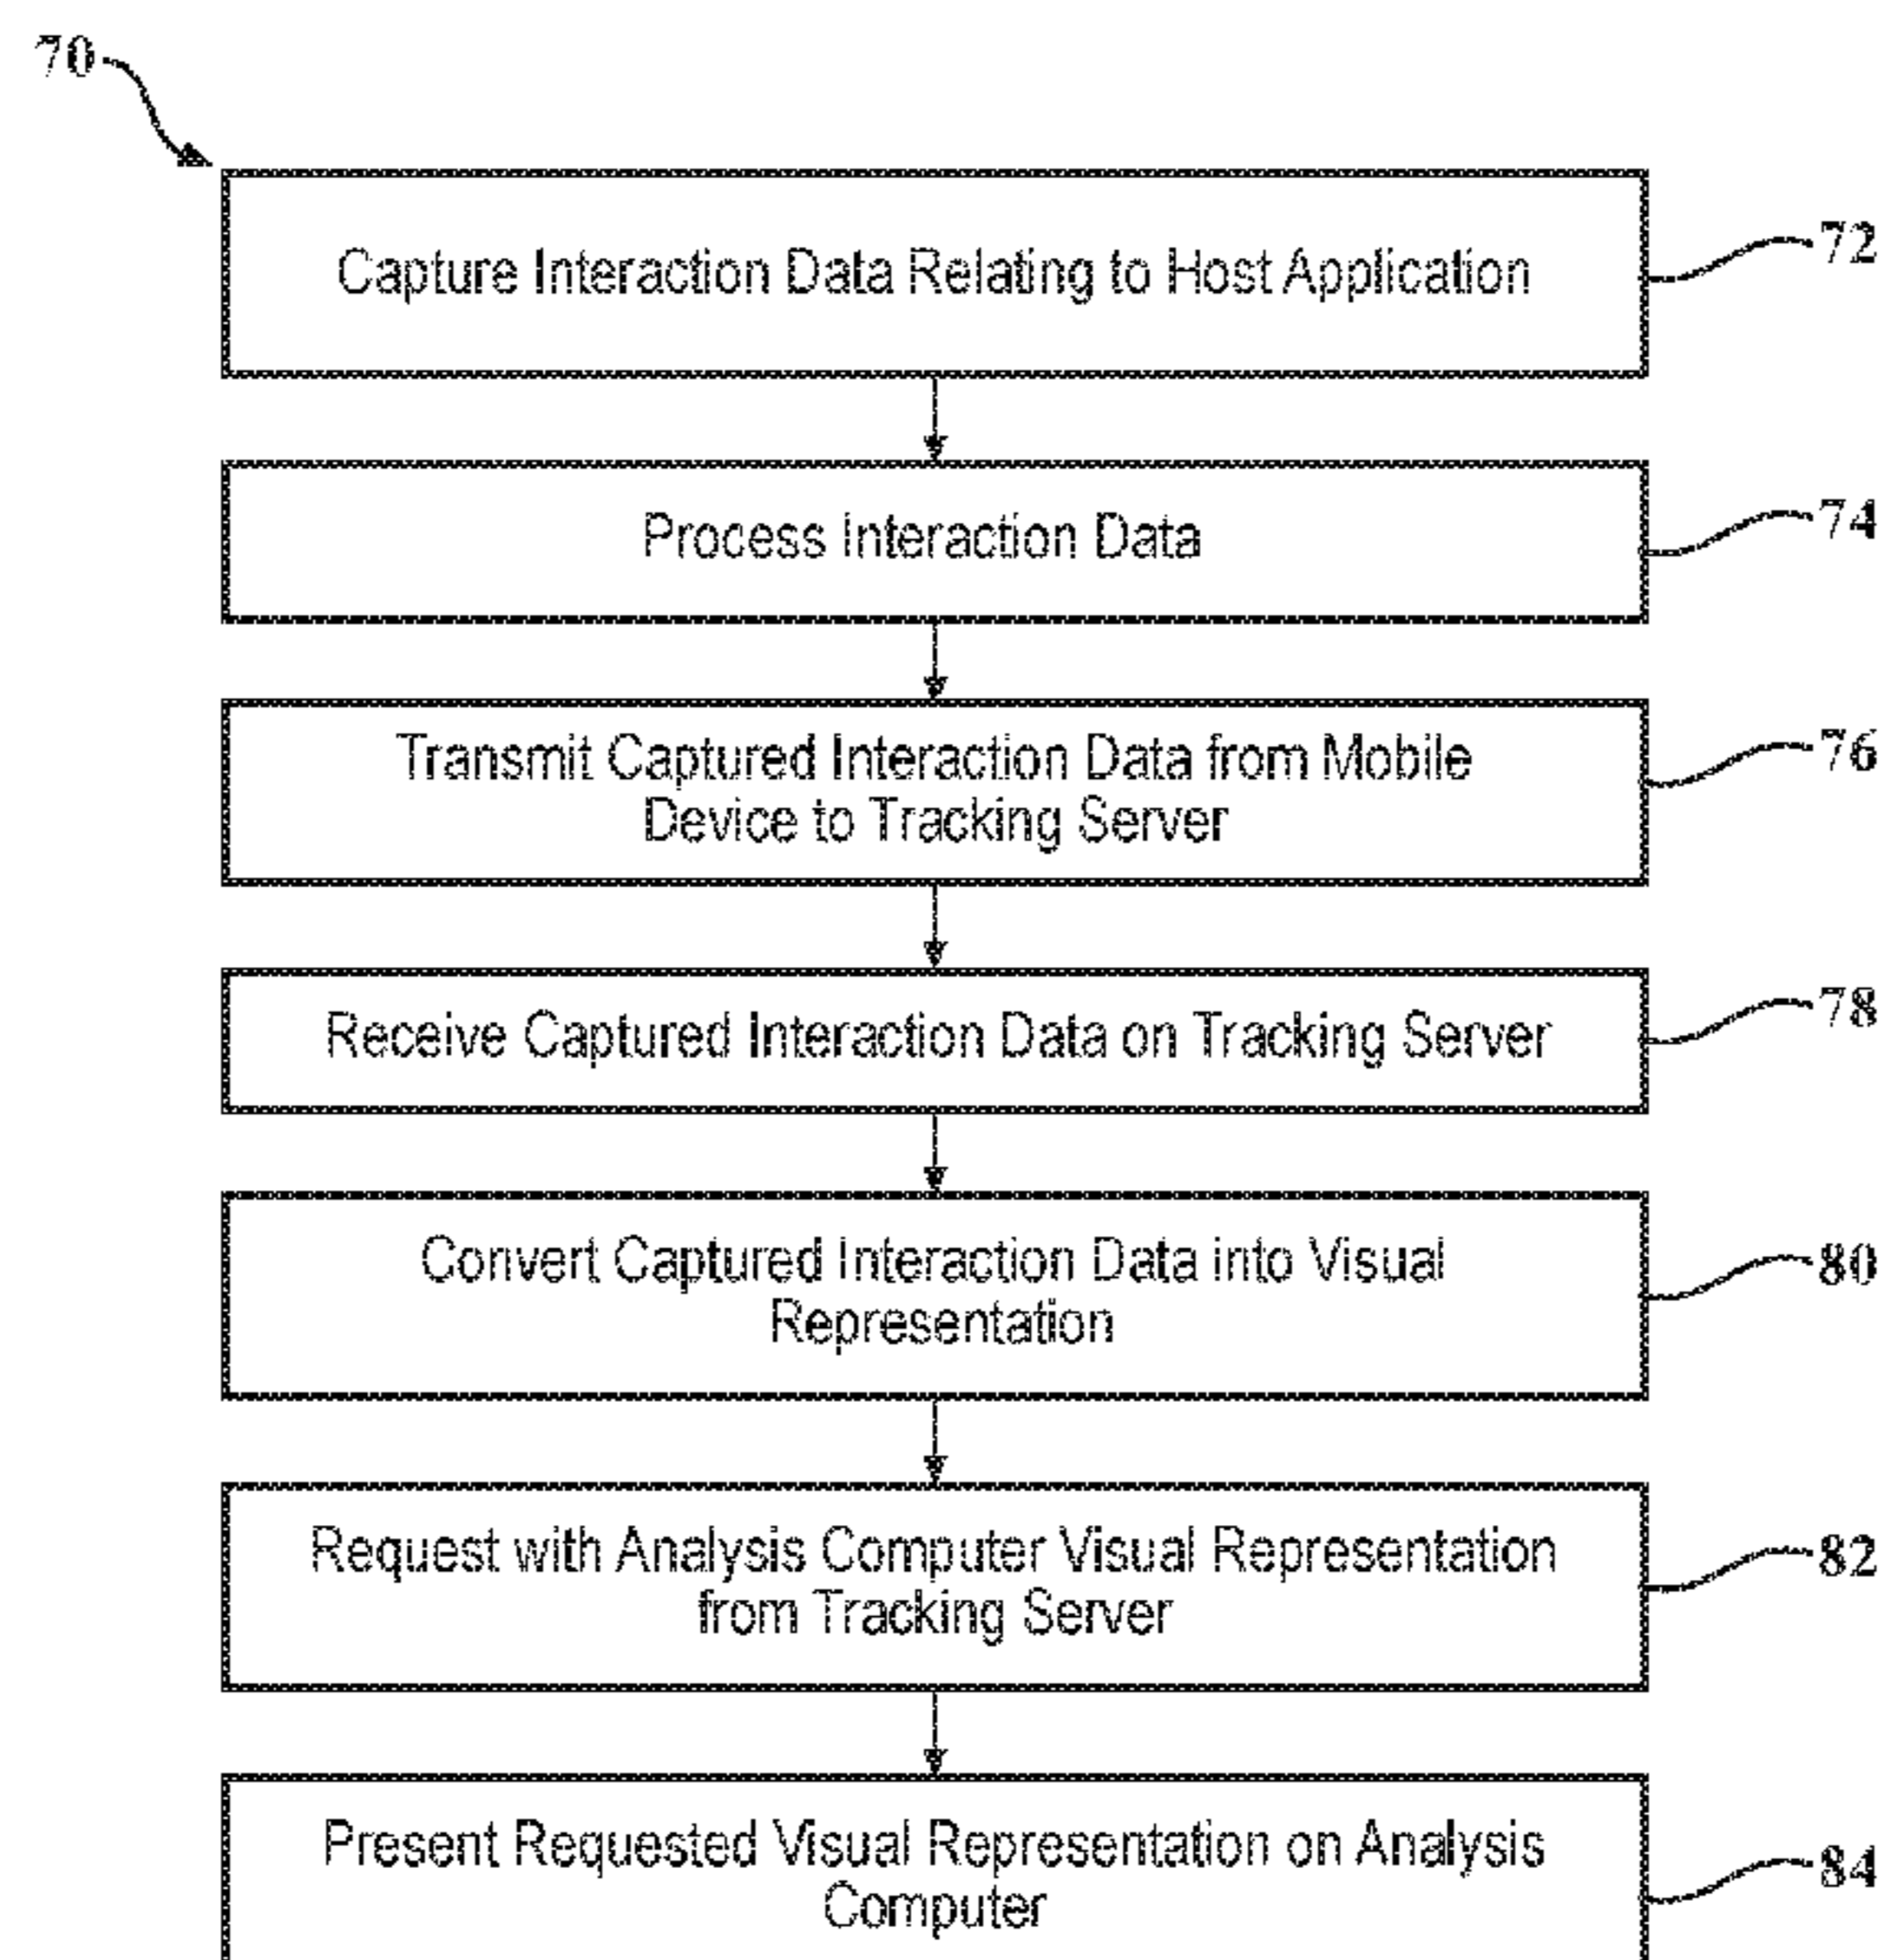 70
Capture Interaction Data Relating to Host Application
72
Process Interaction Data
74
Transmit Captured Interaction Data from Mobile
Device to Tracking Server
76
Receive Captured Interaction Data on Tracking Server
78
Convert Captured Interaction Data into Visual
Representation
80
Request with Analysis Computer Visual Representation
from Tracking Server
82
Present Requested Visual Representation on Analysis
Computer
84